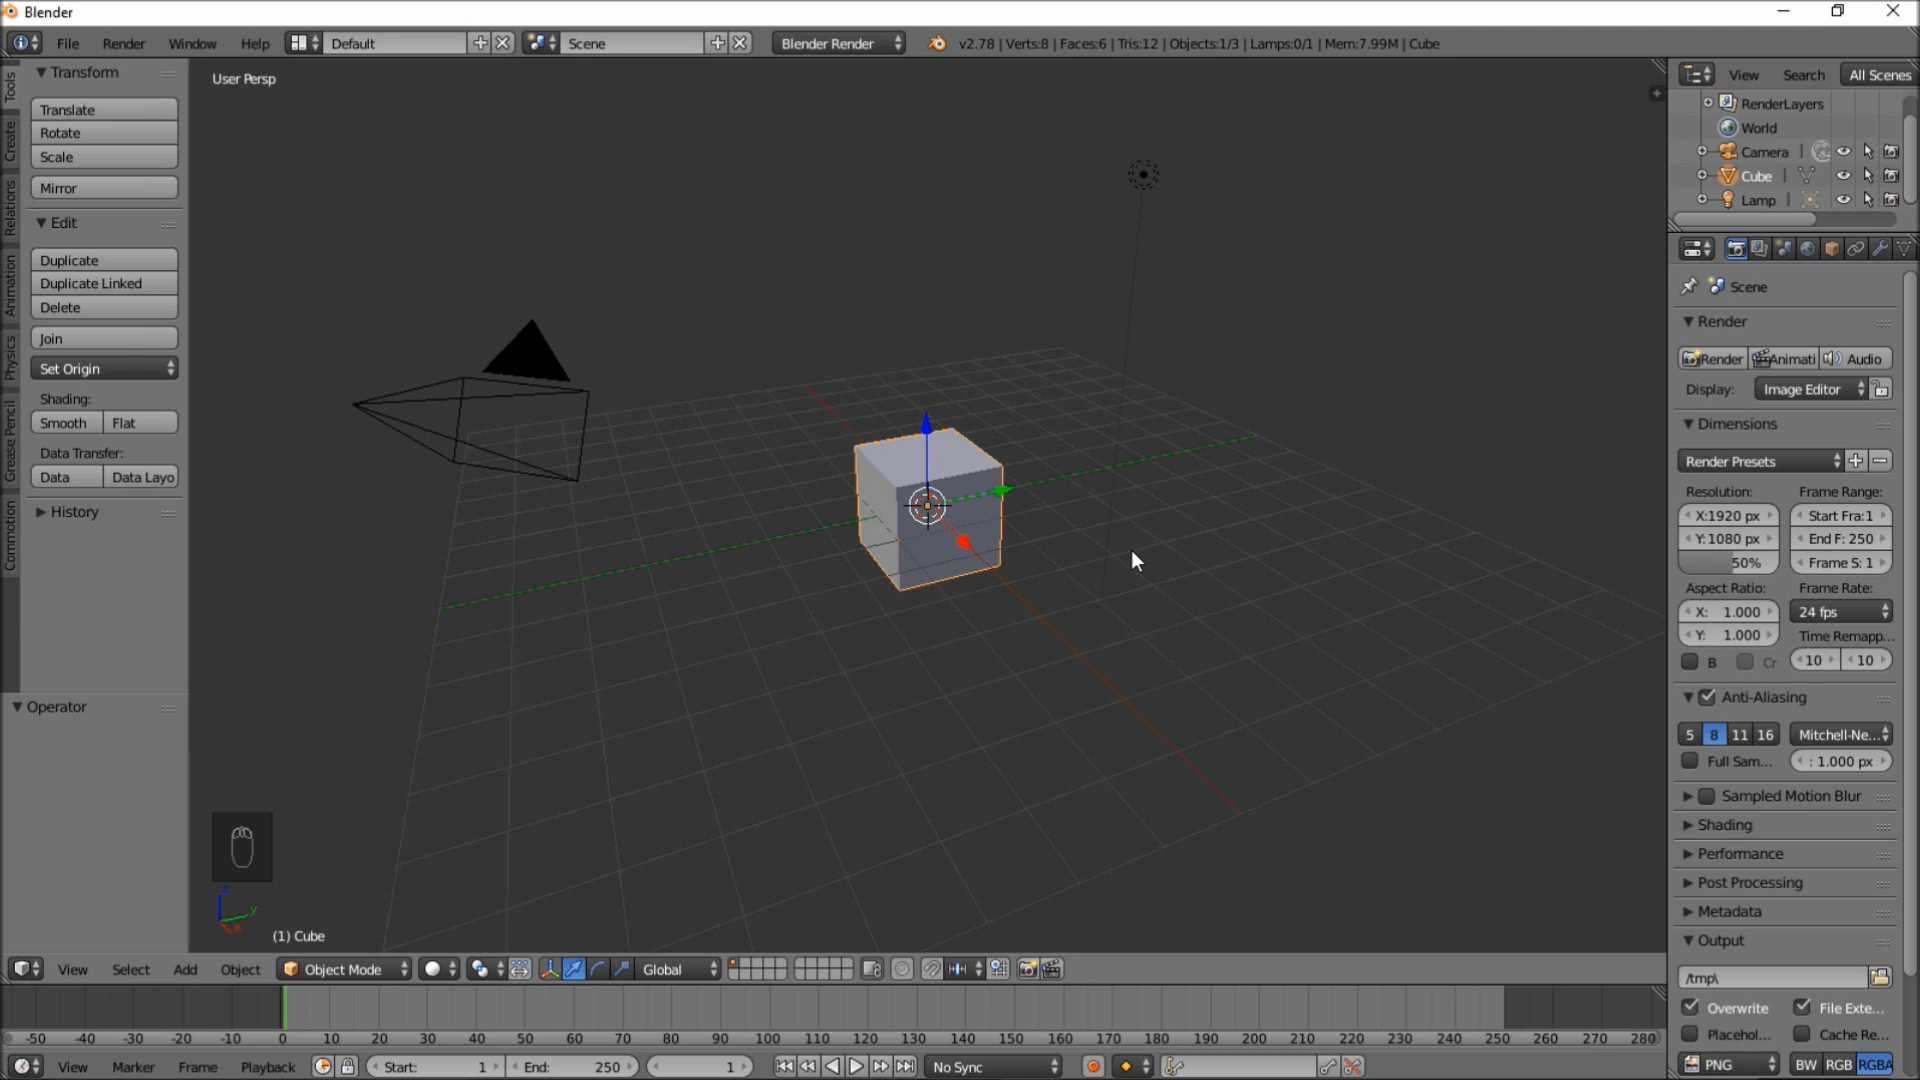 Blender
File Render Window Help Default Scene Blender Render v2.78 | Verts:8 | Faces:6 | Tris:12 | Objects:1/3 | Lamps:0/1 | Mem:7.99M | Cube
Tools
Create
Relations
Animation
Physics
Grease Pencil
Commotion
Transform
Translate
Rotate
Scale
Mirror
Edit
Duplicate
Duplicate Linked
Delete
Join
Set Origin
Shading:
Smooth Flat
Data Transfer:
Data Data Layo
History
Operator
User Persp
z
y
(1) Cube
View Search All Scenes
RenderLayers
World
Camera
Cube
Lamp
Scene
Render
Render Animati Audio
Display: Image Editor
Dimensions
Render Presets
Resolution: Frame Range:
X:1920 px Start Fra:1
Y:1080 px End F: 250
50% Frame S: 1
Aspect Ratio: Frame Rate:
X: 1.000 24 fps
Y: 1.000 Time Remapp...
B Cr 10 10
Anti-Aliasing
5 8 11 16 Mitchell-Ne...
Full Sam... : 1.000 px
Sampled Motion Blur
Shading
Performance
Post Processing
Metadata
Output
/tmp\
Overwrite File Exte...
Placehol... Cache Re...
PNG BW RGB RGBA
View Select Add Object Object Mode Global
-50 -40 -30 -20 -10 0 10 20 30 40 50 60 70 80 90 100 110 120 130 140 150 160 170 180 190 200 210 220 230 240 250 260 270 280
View Marker Frame Playback Start: 1 End: 250 1 No Sync